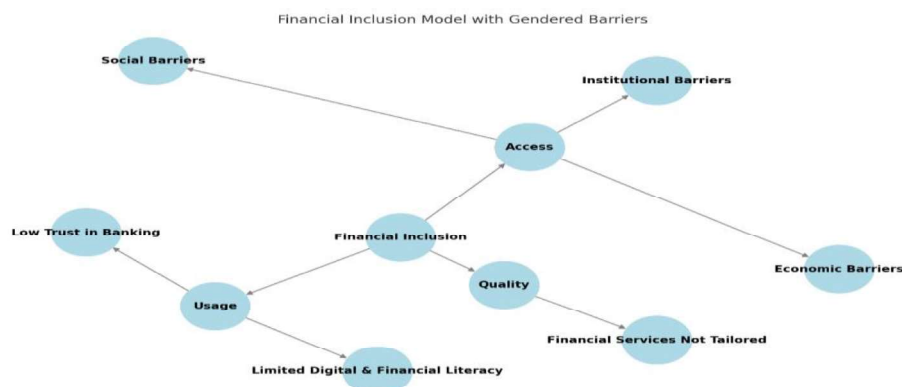 Financial Inclusion Model with Gendered Barriers
Social Barriers
Institutional Barriers
Access
Low Trust in Banking
Financial Inclusion
Economic Barriers
Quality
Usage
Financial Services Not Tailored
Limited Digital & Financial Literacy